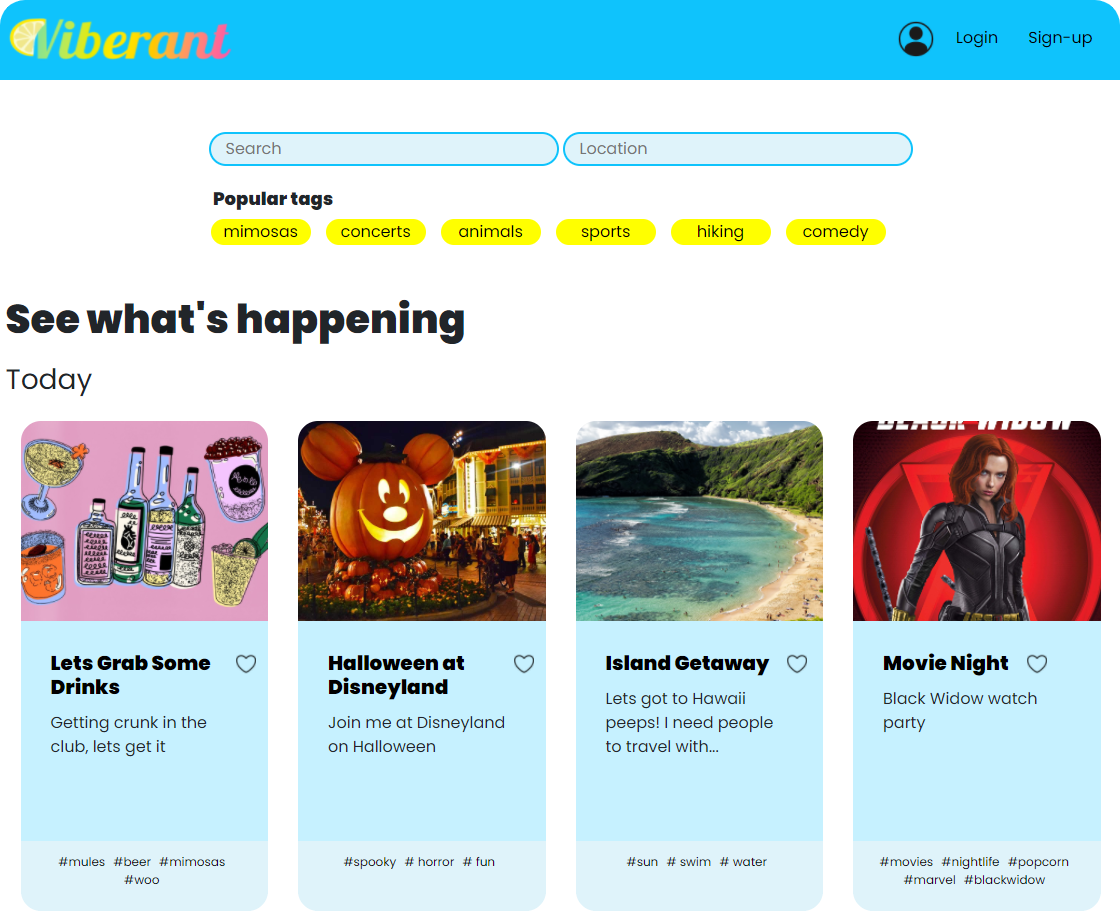 Viberant
Login Sign-up
Search Location
Popular tags
mimosas concerts animals sports hiking comedy
See what's happening
Today
BLACK WIDOW
Lets Grab Some
Drinks
Getting crunk in the
club, lets get it
#mules #beer #mimosas
#woo
Halloween at
Disneyland
Join me at Disneyland
on Halloween
#spooky # horror # fun
Island Getaway
Lets got to Hawaii
peeps! I need people
to travel with...
#sun # swim # water
Movie Night
Black Widow watch
party
#movies #nightlife #popcorn
#marvel #blackwidow